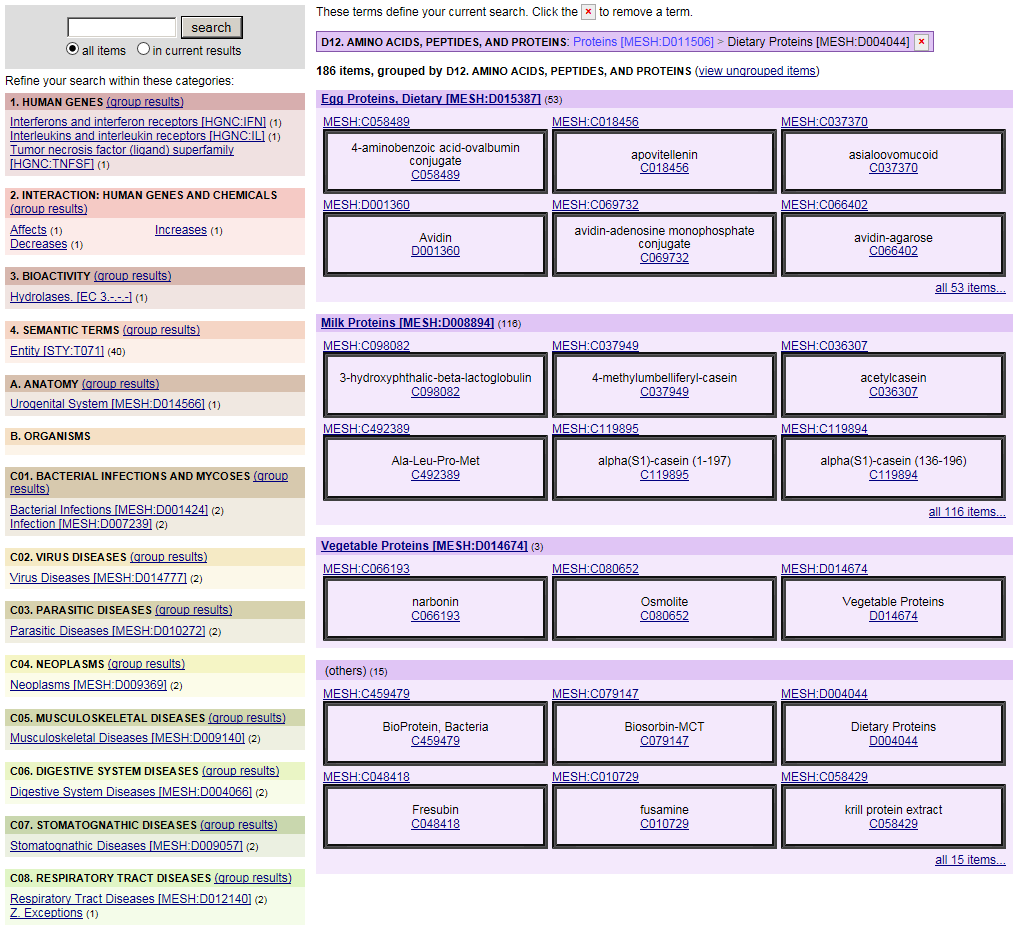 search
all items
in current results
Refine your search within these categories:
1. HUMAN GENES (group results)
Interferons and interferon receptors [HGNC:IFN] (1)
Interleukins and interleukin receptors [HGNC:IL] (1)
Tumor necrosis factor (ligand) superfamily
[HGNC:TNFSF] (1)
2. INTERACTION: HUMAN GENES AND CHEMICALS
(group results)
Affects (1)
Increases (1)
Decreases (1)
3. BIOACTIVITY (group results)
Hydrolases. [EC 3.-.-.-] (1)
4. SEMANTIC TERMS (group results)
Entity [STY:T071] (40)
A. ANATOMY (group results)
Urogenital System [MESH:D014566] (1)
B. ORGANISMS
C01. BACTERIAL INFECTIONS AND MYCOSES (group
results)
Bacterial Infections [MESH:D001424] (2)
Infection [MESH:D007239] (2)
C02. VIRUS DISEASES (group results)
Virus Diseases [MESH:D014777] (2)
C03. PARASITIC DISEASES (group results)
Parasitic Diseases [MESH:D010272] (2)
C04. NEOPLASMS (group results)
Neoplasms [MESH:D009369] (2)
C05. MUSCULOSKELETAL DISEASES (group results)
Musculoskeletal Diseases [MESH:D009140] (2)
C06. DIGESTIVE SYSTEM DISEASES (group results)
Digestive System Diseases [MESH:D004066] (2)
C07. STOMATOGNATHIC DISEASES (group results)
Stomatognathic Diseases [MESH:D009057] (2)
C08. RESPIRATORY TRACT DISEASES (group results)
Respiratory Tract Diseases [MESH:D012140] (2)
Z. Exceptions (1)
These terms define your current search. Click the × to remove a term.
D12. AMINO ACIDS, PEPTIDES, AND PROTEINS: Proteins [MESH:D011506] > Dietary Proteins [MESH:D004044] ×
186 items, grouped by D12. AMINO ACIDS, PEPTIDES, AND PROTEINS (view ungrouped items)
Egg Proteins, Dietary [MESH:D015387] (53)
MESH:C058489
4-aminobenzoic acid-ovalbumin
conjugate
C058489
MESH:C018456
apovitellenin
C018456
MESH:C037370
asialoovomucoid
C037370
MESH:D001360
Avidin
D001360
MESH:C069732
avidin-adenosine monophosphate
conjugate
C069732
MESH:C066402
avidin-agarose
C066402
all 53 items...
Milk Proteins [MESH:D008894] (116)
MESH:C098082
3-hydroxyphthalic-beta-lactoglobulin
C098082
MESH:C037949
4-methylumbelliferyl-casein
C037949
MESH:C036307
acetylcasein
C036307
MESH:C492389
Ala-Leu-Pro-Met
C492389
MESH:C119895
alpha(S1)-casein (1-197)
C119895
MESH:C119894
alpha(S1)-casein (136-196)
C119894
all 116 items...
Vegetable Proteins [MESH:D014674] (3)
MESH:C066193
narbonin
C066193
MESH:C080652
Osmolite
C080652
MESH:D014674
Vegetable Proteins
D014674
(others) (15)
MESH:C459479
BioProtein, Bacteria
C459479
MESH:C079147
Biosorbin-MCT
C079147
MESH:D004044
Dietary Proteins
D004044
MESH:C048418
Fresubin
C048418
MESH:C010729
fusamine
C010729
MESH:C058429
krill protein extract
C058429
all 15 items...